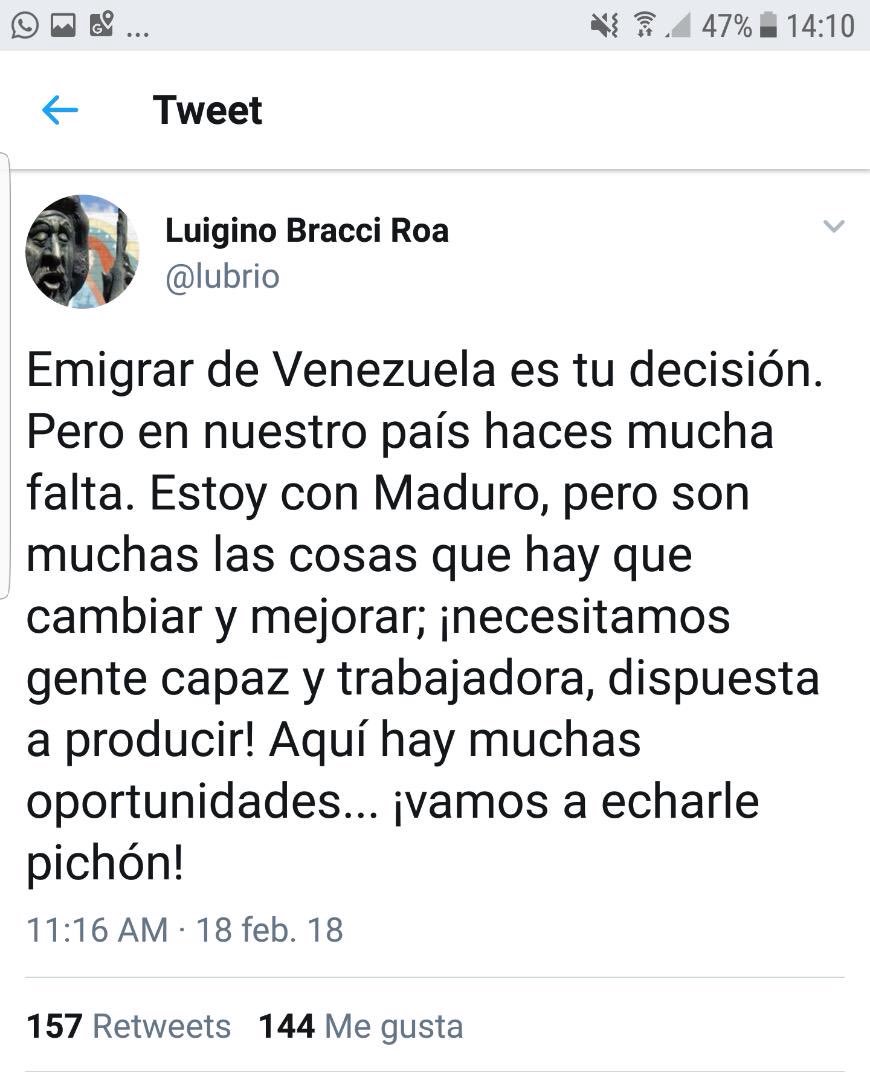 ... 47% 14:10
Tweet
Luigino Bracci Roa
@lubrio
Emigrar de Venezuela es tu decisión.
Pero en nuestro país haces mucha
falta. Estoy con Maduro, pero son
muchas las cosas que hay que
cambiar y mejorar; ¡necesitamos
gente capaz y trabajadora, dispuesta
a producir! Aquí hay muchas
oportunidades... ¡vamos a echarle
pichón!
11:16 AM · 18 feb. 18
157 Retweets 144 Me gusta